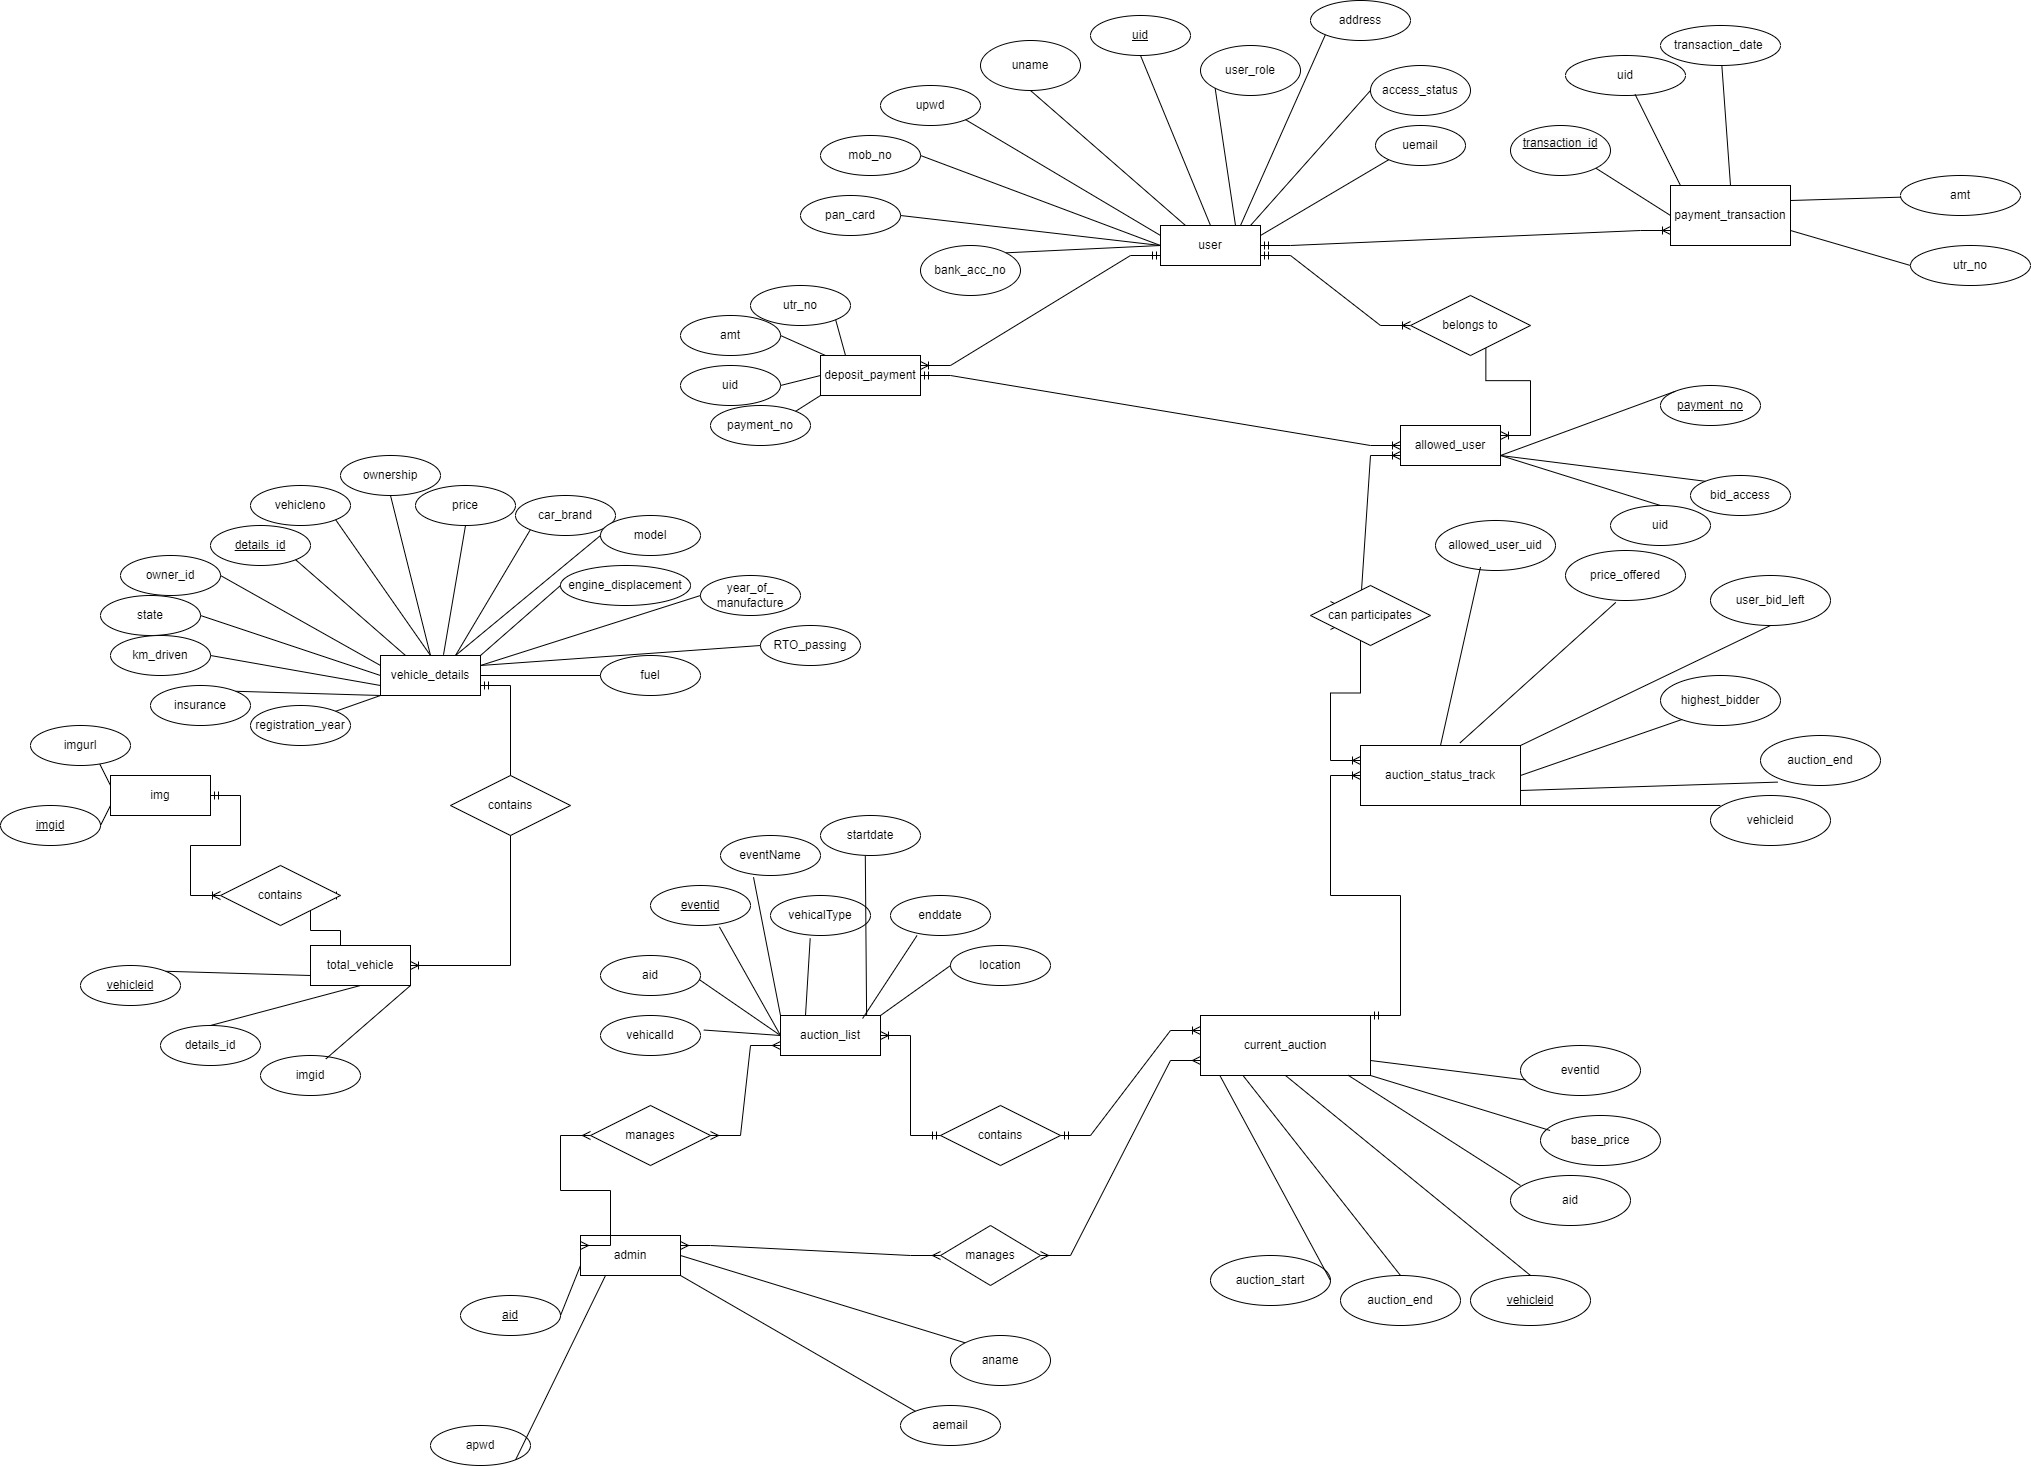 address
uid
transaction_date
uname
user_role
uid
access_status
upwd
uemail
transaction_id
mob_no
amt
pan_card
payment_transaction
user
bank_acc_no
utr_no
utr_no
amt
belongs to
deposit_payment
uid
payment_no
payment_no
allowed_user
ownership
bid_access
vehicleno
price
car_brand
uid
model
details_id
allowed_user_uid
owner_id
engine_displacement
year_of_
manufacture
price_offered
state
user_bid_left
can participates
km_driven
RTO_passing
vehicle_details
fuel
insurance
highest_bidder
registration_year
imgurl
auction_end
auction_status_track
img
contains
imgid
vehicleid
startdate
eventName
contains
eventid
vehicalType
enddate
total_vehicle
location
aid
vehicleid
vehicalId
auction_list
details_id
current_auction
imgid
eventid
manages
contains
base_price
aid
admin
manages
auction_start
auction_end
vehicleid
aid
aname
aemail
apwd